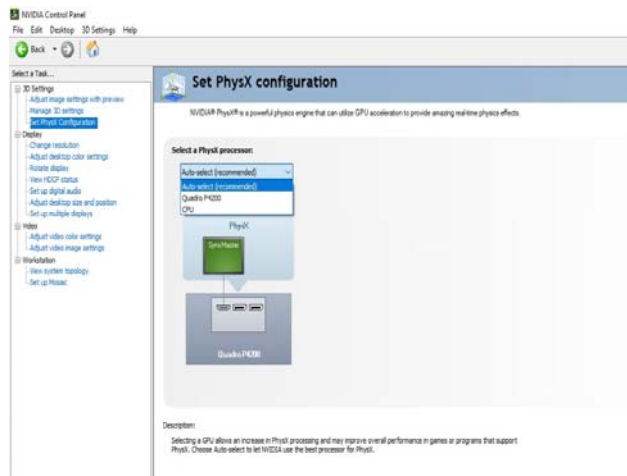 NVIDIA Control Panel
File Edit Desktop 3D Settings Help
Back
Select a Task...
3D Settings
Adjust image settings with preview
Manage 3D settings
Set PhysX Configuration
Display
Change resolution
Adjust desktop color settings
Rotate display
View HDCP status
Set up digital audio
Adjust desktop size and position
Set up multiple displays
Video
Adjust video color settings
Adjust video image settings
Workstation
View system topology
Set up Mosaic
Set PhysX configuration
NVIDIA® PhysX® is a powerful physics engine that can utilize GPU acceleration to provide amazing real-time physics effects.
Select a PhysX processor:
Auto-select (recommended)
Auto-select (recommended)
Quadro P4200
CPU
PhysX
SyncMaster
Quadro P4200
Description:
Selecting a GPU allows an increase in PhysX processing and may improve overall performance in games or programs that support
PhysX. Choose Auto-select to let NVIDIA use the best processor for PhysX.